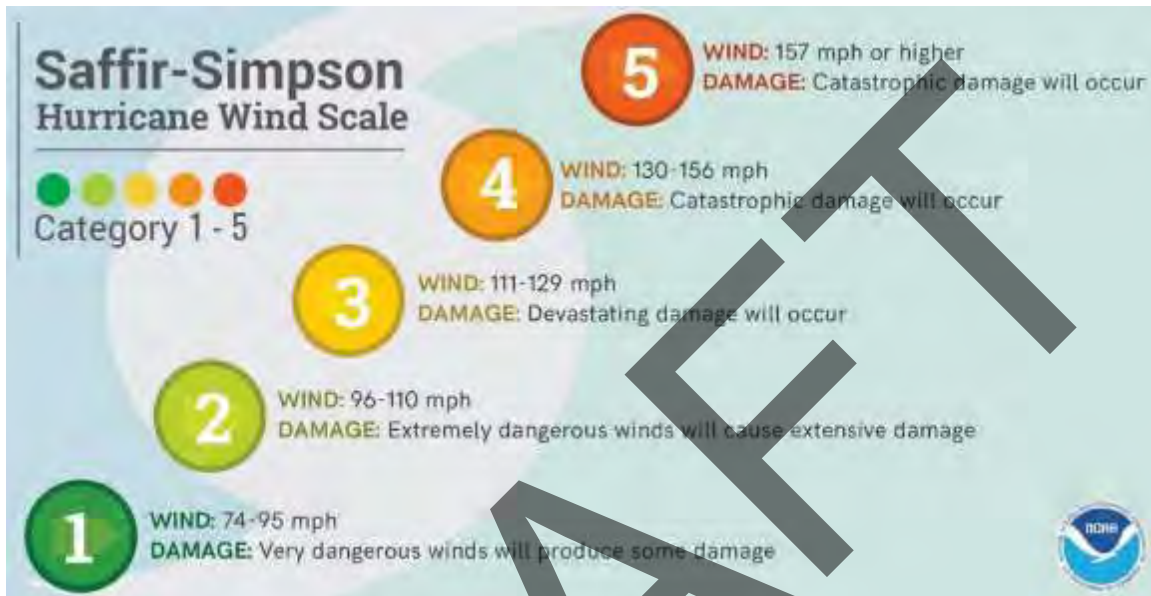 Saffir-Simpson
Hurricane Wind Scale
Category 1 - 5
5
WIND: 157 mph or higher
DAMAGE: Catastrophic damage will occur
4
WIND: 130-156 mph
DAMAGE: Catastrophic damage will occur
3
WIND: 111-129 mph
DAMAGE: Devastating damage will occur
2
WIND: 96-110 mph
DAMAGE: Extremely dangerous winds will cause extensive damage
1
WIND: 74-95 mph
DAMAGE: Very dangerous winds will produce some damage
NOAA
AFT